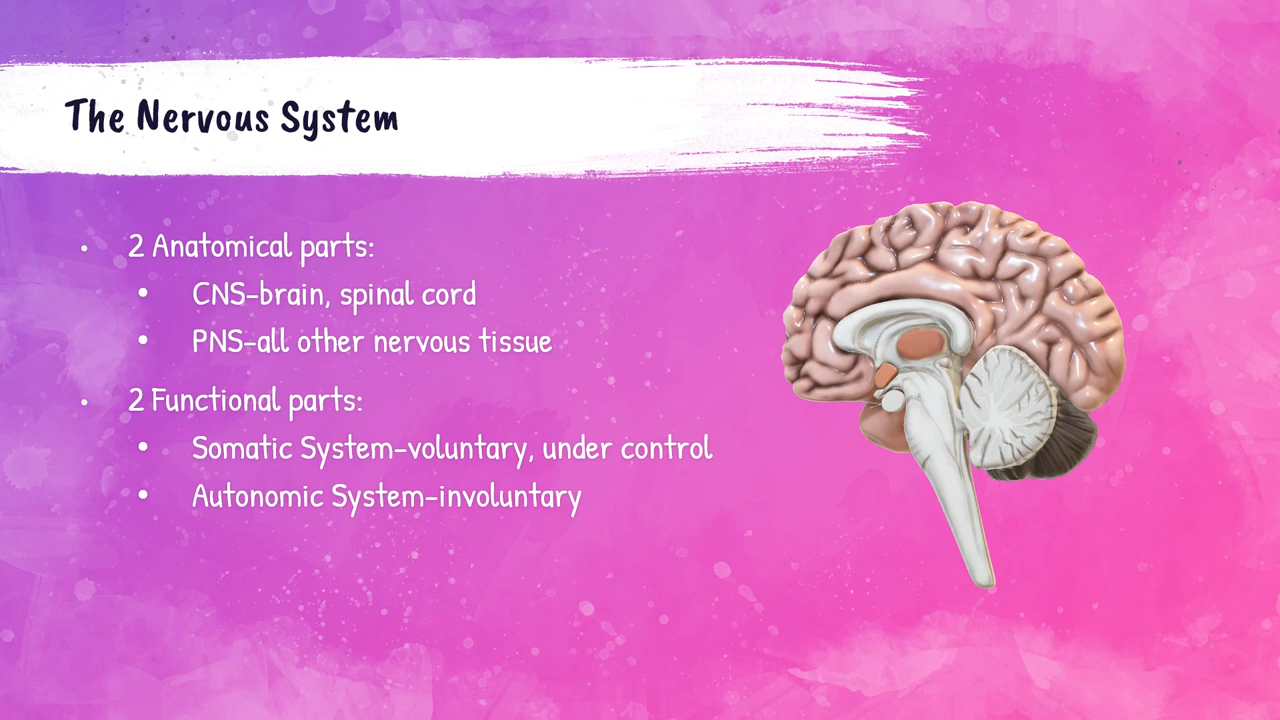 The Nervous System
• 2 Anatomical parts:
• CNS-brain, spinal cord
• PNS-all other nervous tissue
• 2 Functional parts:
• Somatic System-voluntary, under control
• Autonomic System-involuntary